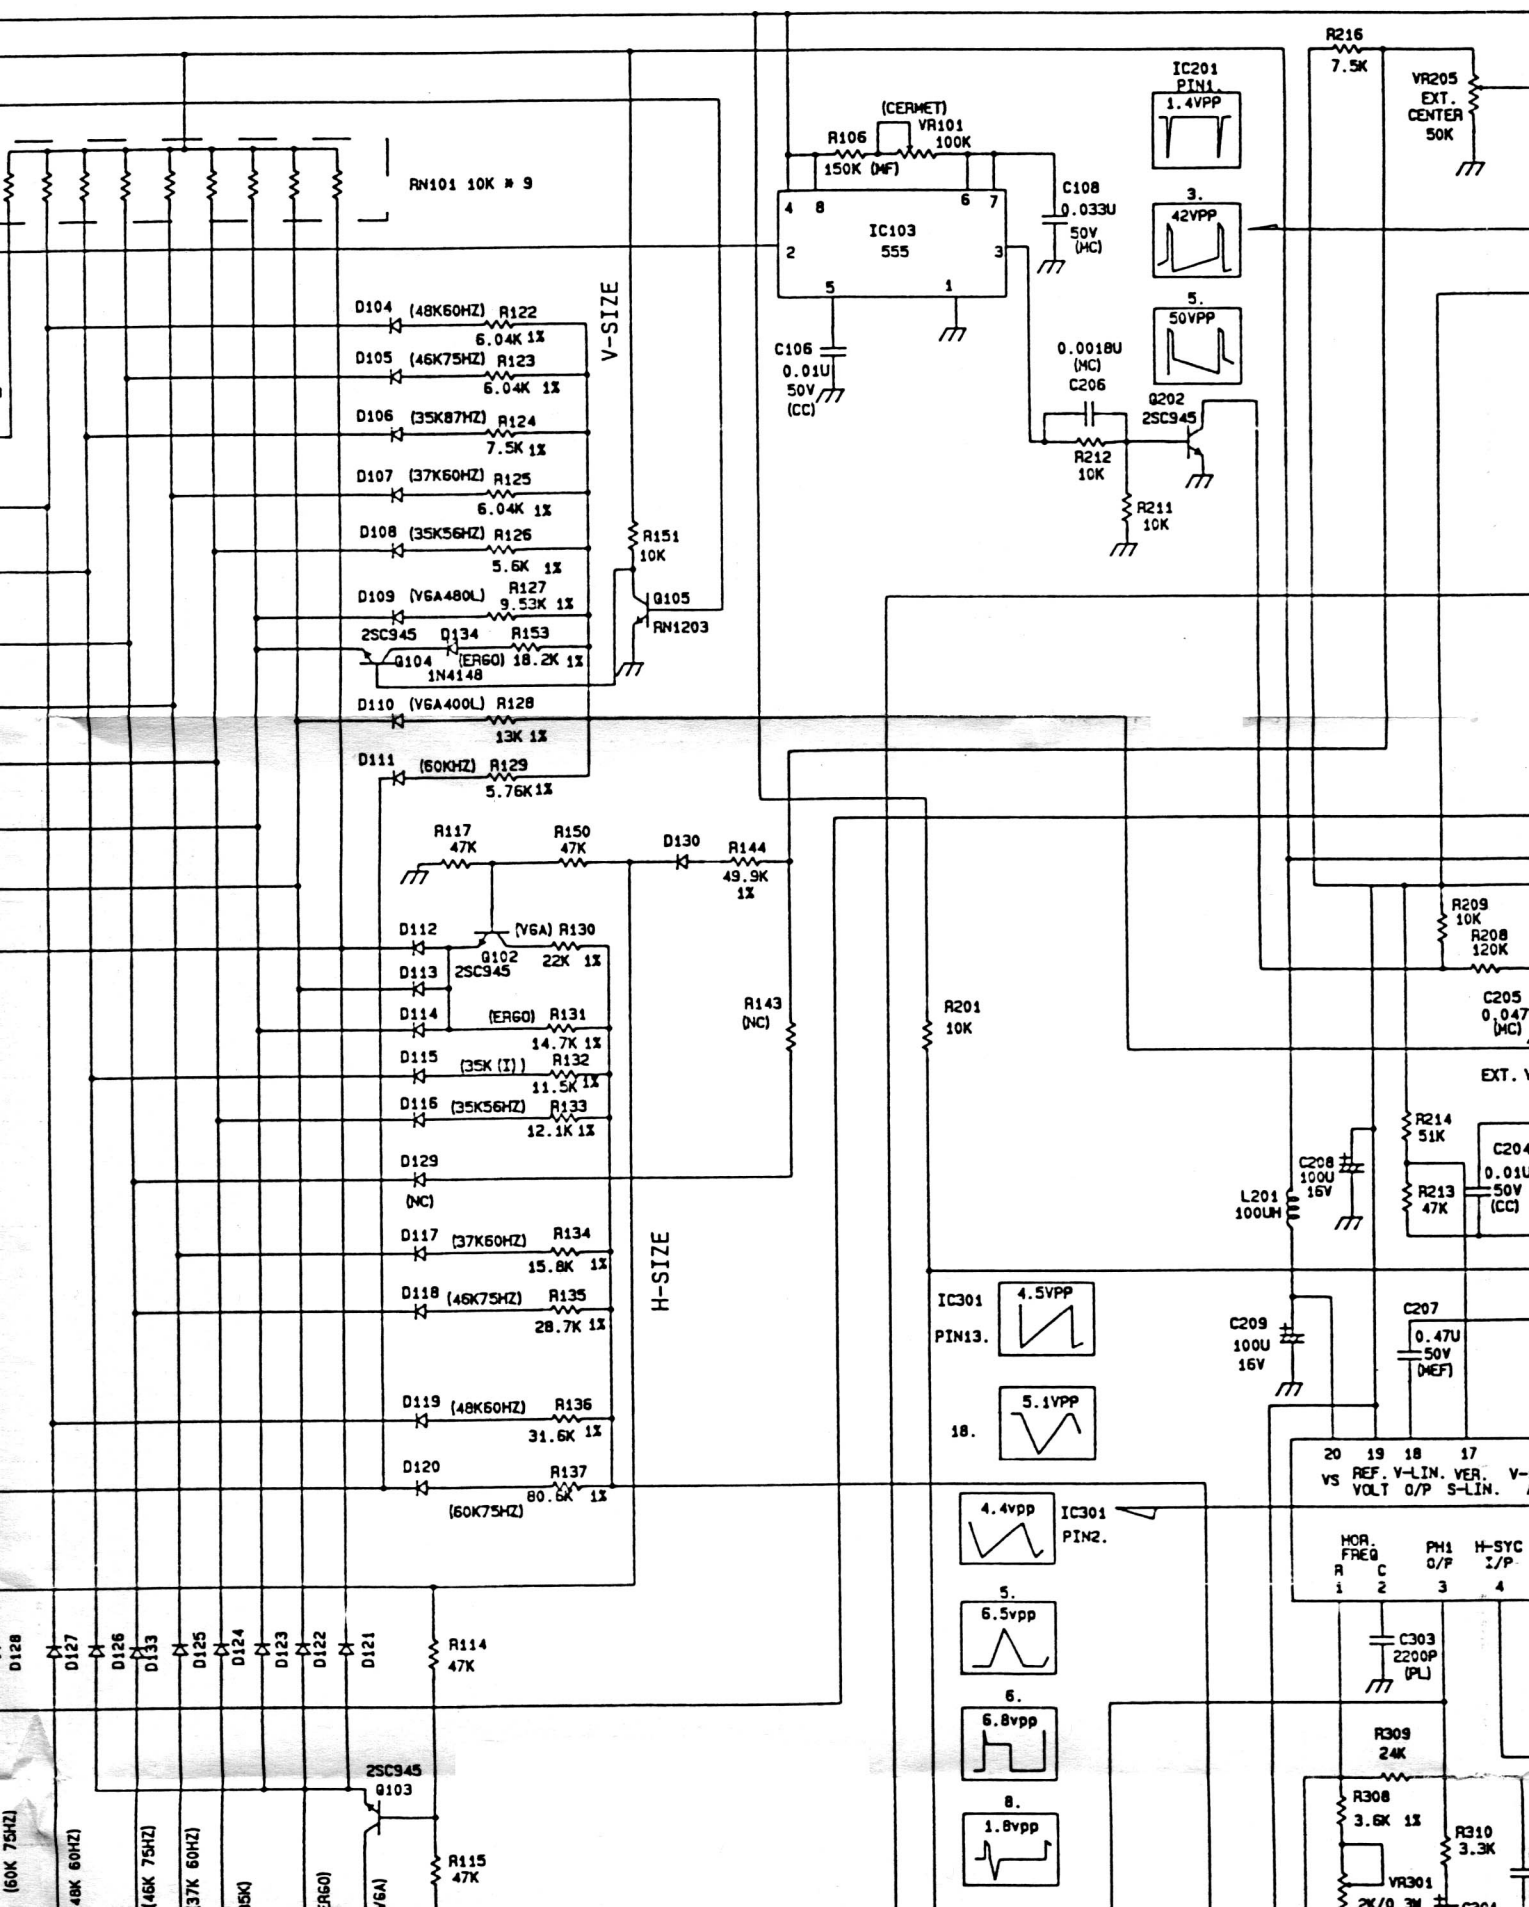 R216
7.5K
VR205
EXT.
CENTER
50K
IC201
PIN1.
1.4VPP
(CERMET)
VR101
100K
R106
150K (MF)
RN101 10K * 9
4 8 6 7
IC103
555
2 3
5 1
C108
0.033U
50V
(MC)
3.
42VPP
5.
50VPP
C106
0.01U
50V
(CC)
0.0018U
(MC)
C206
Q202
2SC945
R212
10K
R211
10K
V-SIZE
D104 (48K60HZ) R122
6.04K 1%
D105 (46K75HZ) R123
6.04K 1%
D106 (35K87HZ) R124
7.5K 1%
D107 (37K60HZ) R125
6.04K 1%
D108 (35K56HZ) R126
5.6K 1%
D109 (VGA480L) R127
9.53K 1%
R151
10K
Q105
RN1203
2SC945 D134 R153
Q104 (ERGO) 18.2K 1%
1N4148
D110 (VGA400L) R128
13K 1%
D111 (60KHZ) R129
5.76K 1%
R117
47K
R150
47K
D130 R144
49.9K
1%
D112 (VGA) R130
Q102 22K 1%
2SC945
D113
D114 (ERGO) R131
14.7K 1%
D115 (35K(I)) R132
11.5K 1%
D116 (35K56HZ) R133
12.1K 1%
D129
(NC)
R143
(NC)
R201
10K
D117 (37K60HZ) R134
15.8K 1%
D118 (46K75HZ) R135
28.7K 1%
H-SIZE
D119 (48K60HZ) R136
31.6K 1%
D120 R137
80.6K 1%
(60K75HZ)
R209
10K
R208
120K
C205
0.047
(MC)
EXT. V
R214
51K
C204
0.01U
50V
(CC)
R213
47K
C208
100U
16V
L201
100UH
C209
100U
16V
C207
0.47U
50V
(MEF)
IC301
PIN13.
4.5VPP
18.
5.1VPP
4.4vpp
IC301
PIN2.
5.
6.5vpp
6.
6.8vpp
8.
1.8vpp
20 19 18 17
VS REF. V-LIN. VER. V-
VOLT O/P S-LIN.
HOR.
FREQ
R C
1 2
PH1
O/P
3
H-SYC
I/P
4
C303
2200P
(PL)
R309
24K
R308
3.6K 1%
R310
3.3K
VR301
2K/0.3W
C304
D128
D127
D126
D133
D125
D124
D123
D122
D121
R114
47K
2SC945
Q103
R115
47K
(60K 75HZ)
48K 60HZ)
(46K 75HZ)
(37K 60HZ)
35K)
ERGO)
VGA)